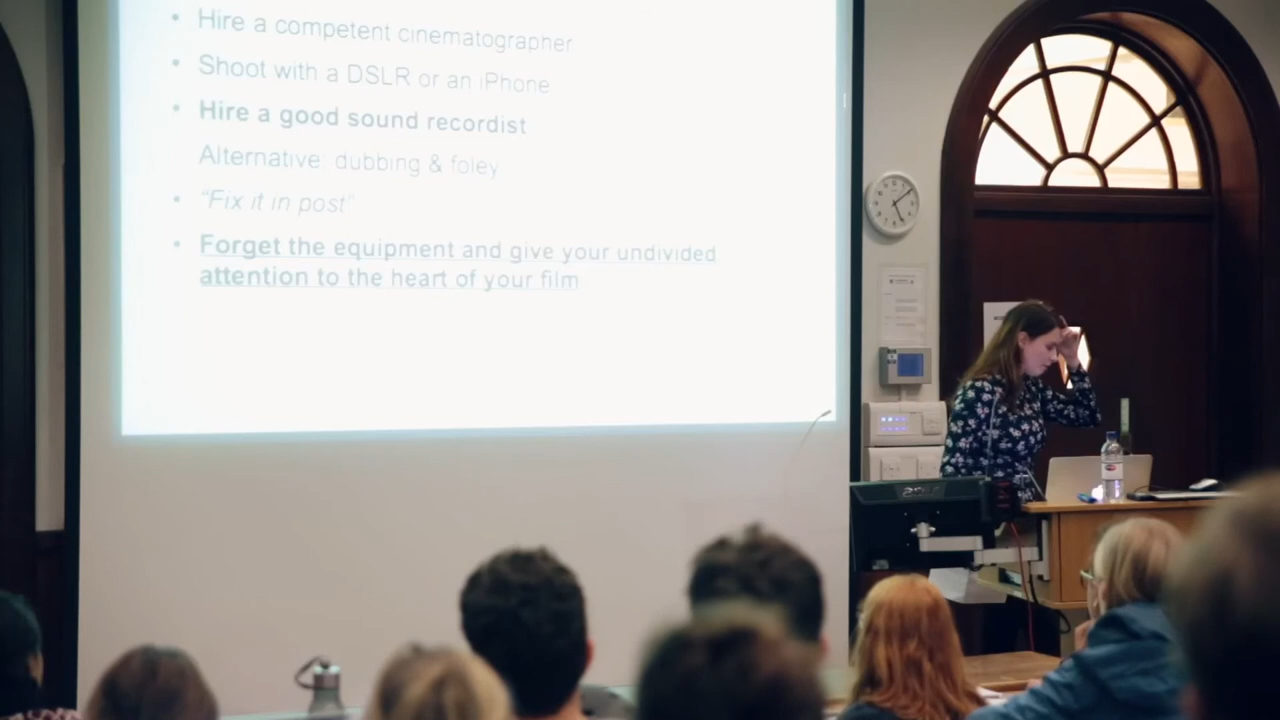 Hire a competent cinematographer
Shoot with a DSLR or an iPhone
Hire a good sound recordist
Alternative: dubbing & foley
“Fix it in post”
Forget the equipment and give your undivided
attention to the heart of your film